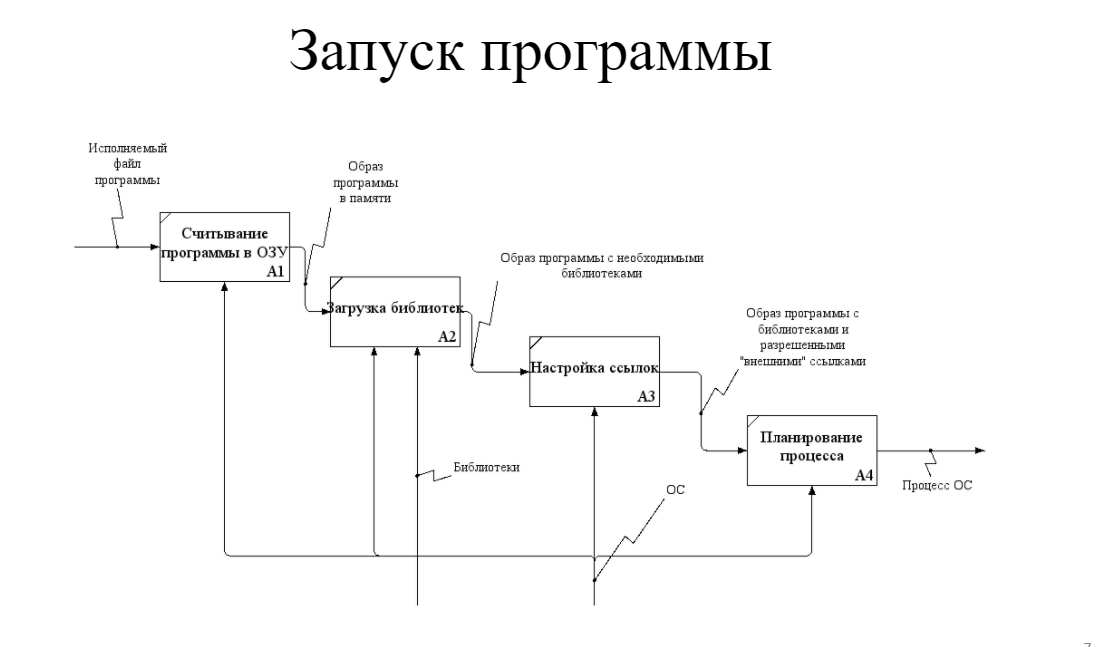 Запуск программы
Исполняемый
файл
программы
Образ
программы
в памяти
Считывание
программы в ОЗУ
A1
Образ программы с необходимыми
библиотеками
Загрузка библиотек
A2
Образ программы с
библиотеками и
разрешенными
"внешними" ссылками
Настройка ссылок
A3
Планирование
процесса
A4
Библиотеки
ОС
Процесс ОС
7